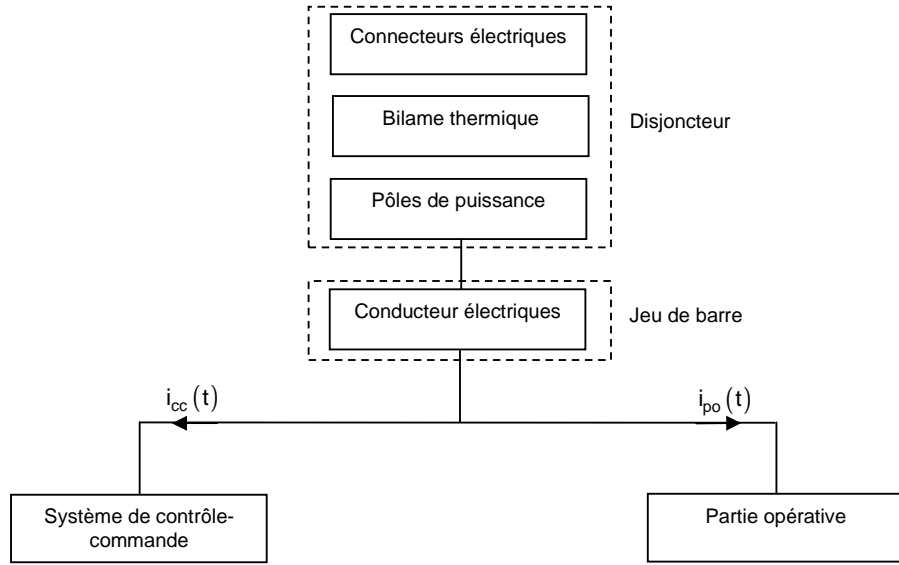 Connecteurs électriques
Bilame thermique
Disjoncteur
Pôles de puissance
Conducteur électriques
Jeu de barre
i_cc (t)
i_po (t)
Système de contrôle-
commande
Partie opérative